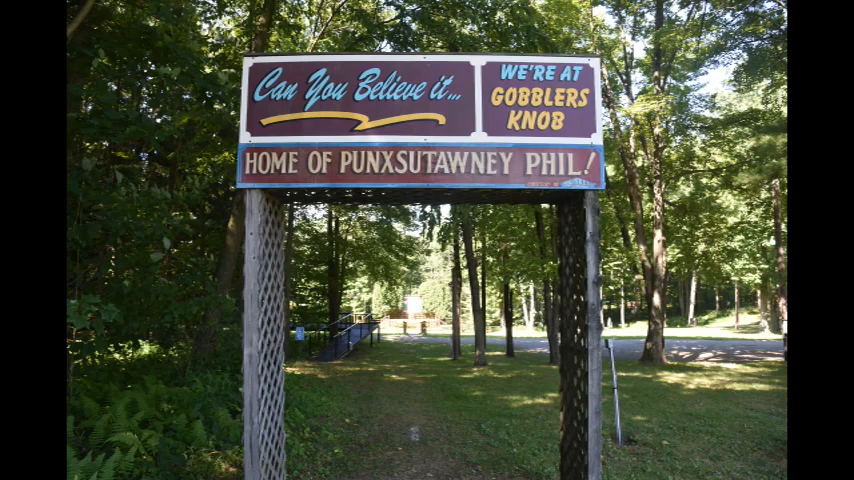 Can You Believe it...
WE'RE AT
GOBBLERS
KNOB
HOME OF PUNXSUTAWNEY PHIL!